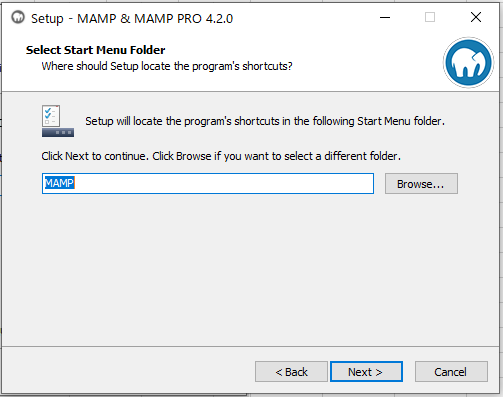 Setup - MAMP & MAMP PRO 4.2.0
Select Start Menu Folder
Where should Setup locate the program's shortcuts?
Setup will locate the program's shortcuts in the following Start Menu folder.
Click Next to continue. Click Browse if you want to select a different folder.
MAMP
Browse...
< Back
Next >
Cancel